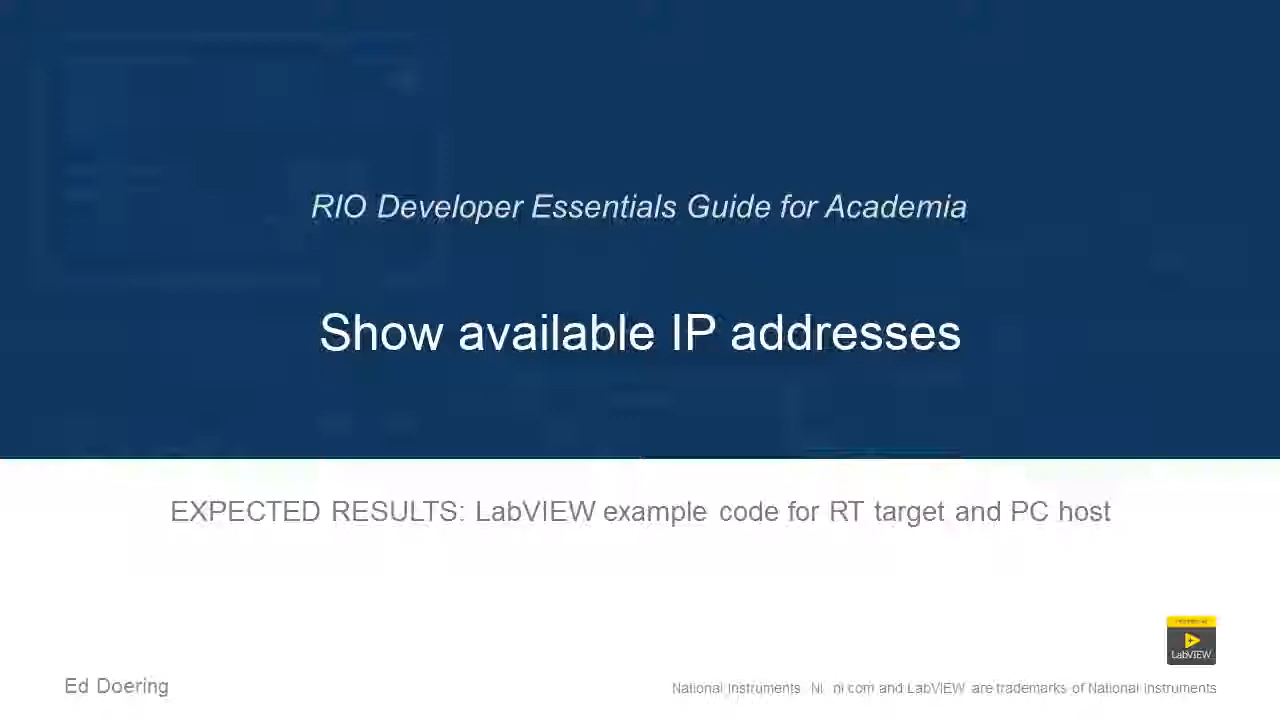 RIO Developer Essentials Guide for Academia
Show available IP addresses
EXPECTED RESULTS: LabVIEW example code for RT target and PC host
LabVIEW
Ed Doering
National Instruments NI ni.com and LabVIEW are trademarks of National Instruments